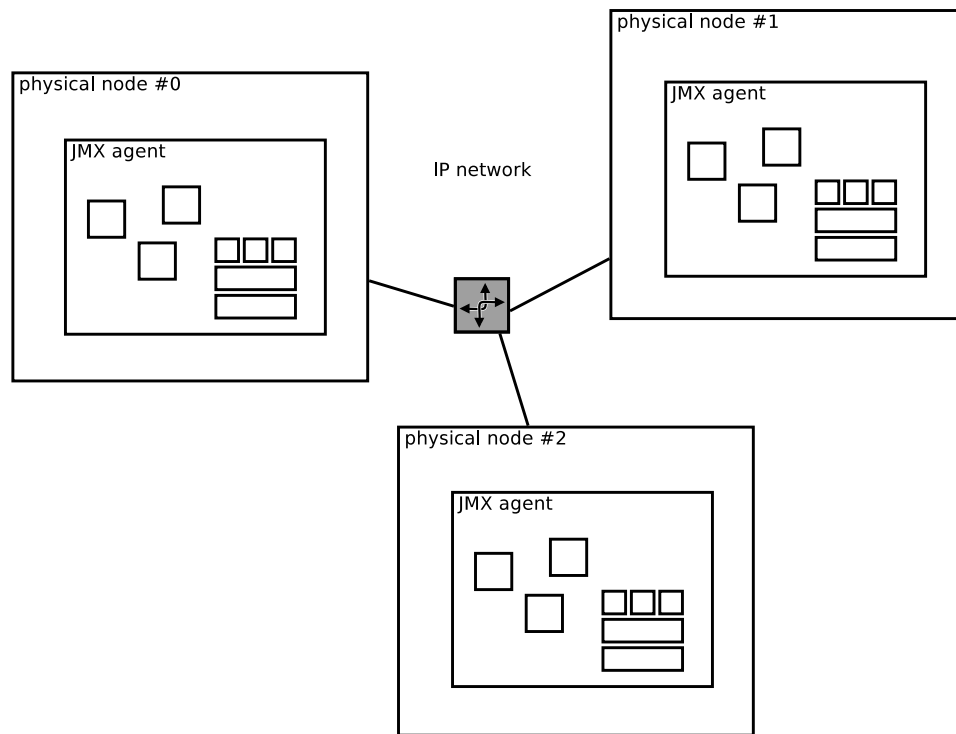 physical node #1
physical node #0
JMX agent
JMX agent
IP network
physical node #2
JMX agent